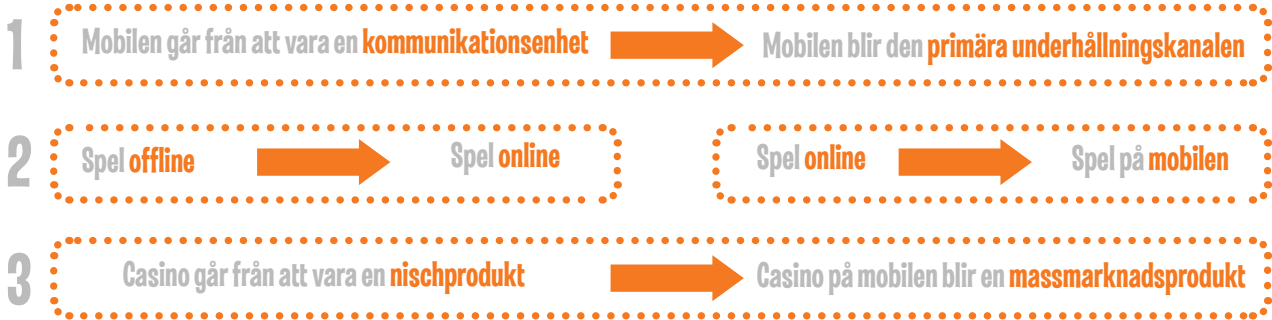 1
Mobilen går från att vara en kommunikationsenhet
Mobilen blir den primära underhållningskanalen
2
Spel offline
Spel online
Spel online
Spel på mobilen
3
Casino går från att vara en nischprodukt
Casino på mobilen blir en massmarknadsprodukt